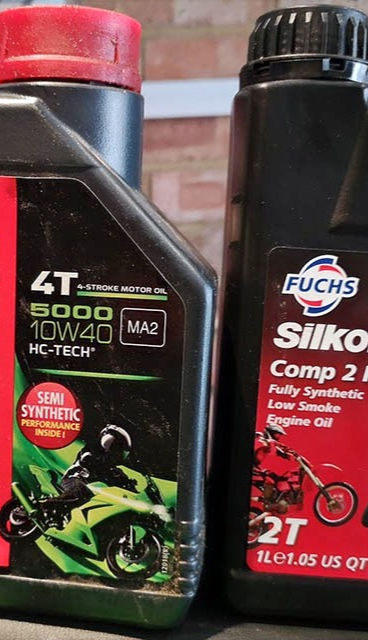 4T 4-STROKE MOTOR OIL
5000
10W40 MA2
HC-TECH®
SEMI
SYNTHETIC
PERFORMANCE
INSIDE !
FUCHS
Silko
Comp 2
Fully Synthetic
Low Smoke
Engine Oil
2T
1L℮1.05 US QT